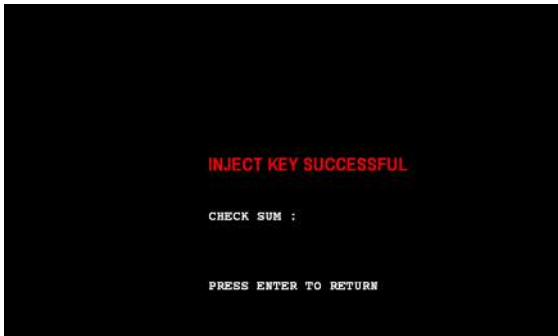 INJECT KEY SUCCESSFUL
CHECK SUM :
PRESS ENTER TO RETURN